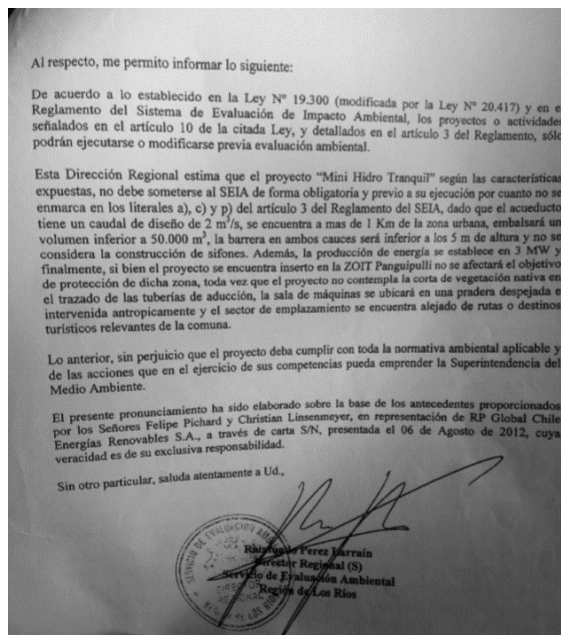 Al respecto, me permito informar lo siguiente:
De acuerdo a lo establecido en la Ley Nº 19.300 (modificada por la Ley Nº 20.417) y en e
Reglamento del Sistema de Evaluación de Impacto Ambiental, los proyectos o actividade
señalados en el artículo 10 de la citada Ley, y detallados en el artículo 3 del Reglamento, sólo
podrán ejecutarse o modificarse previa evaluación ambiental.
Esta Dirección Regional estima que el proyecto “Mini Hidro Tranquil” según las características
expuestas, no debe someterse al SEIA de forma obligatoria y previo a su ejecución por cuanto no se
enmarca en los literales a), c) y p) del artículo 3 del Reglamento del SEIA, dado que el acueducto
tiene un caudal de diseño de 2 m³/s, se encuentra a mas de 1 Km de la zona urbana, embalsará un
volumen inferior a 50.000 m³, la barrera en ambos cauces será inferior a los 5 m de altura y no se
considera la construcción de sifones. Además, la producción de energía se establece en 3 MW y
finalmente, si bien el proyecto se encuentra inserto en la ZOIT Panguipulli no se afectará el objetivo
de protección de dicha zona, toda vez que el proyecto no contempla la corta de vegetación nativa en
el trazado de las tuberías de aducción, la sala de máquinas se ubicará en una pradera despejada e
intervenida antropicamente y el sector de emplazamiento se encuentra alejado de rutas o destinos
turísticos relevantes de la comuna.
Lo anterior, sin perjuicio que el proyecto deba cumplir con toda la normativa ambiental aplicable y
de las acciones que en el ejercicio de sus competencias pueda emprender la Superintendencia del
Medio Ambiente.
El presente pronunciamiento ha sido elaborado sobre la base de los antecedentes proporcionados
por los Señores Felipe Pichard y Christian Linsenmeyer, en representación de RP Global Chile
Energías Renovables S.A., a través de carta S/N, presentada el 06 de Agosto de 2012, cuya
veracidad es de su exclusiva responsabilidad.
Sin otro particular, saluda atentamente a Ud.,
Perez Barraín
Director Regional (S)
Servicio de Evaluación Ambiental
Región de Los Ríos
SERVICIO DE EVALUACION
DIRECTOR
REGIONAL